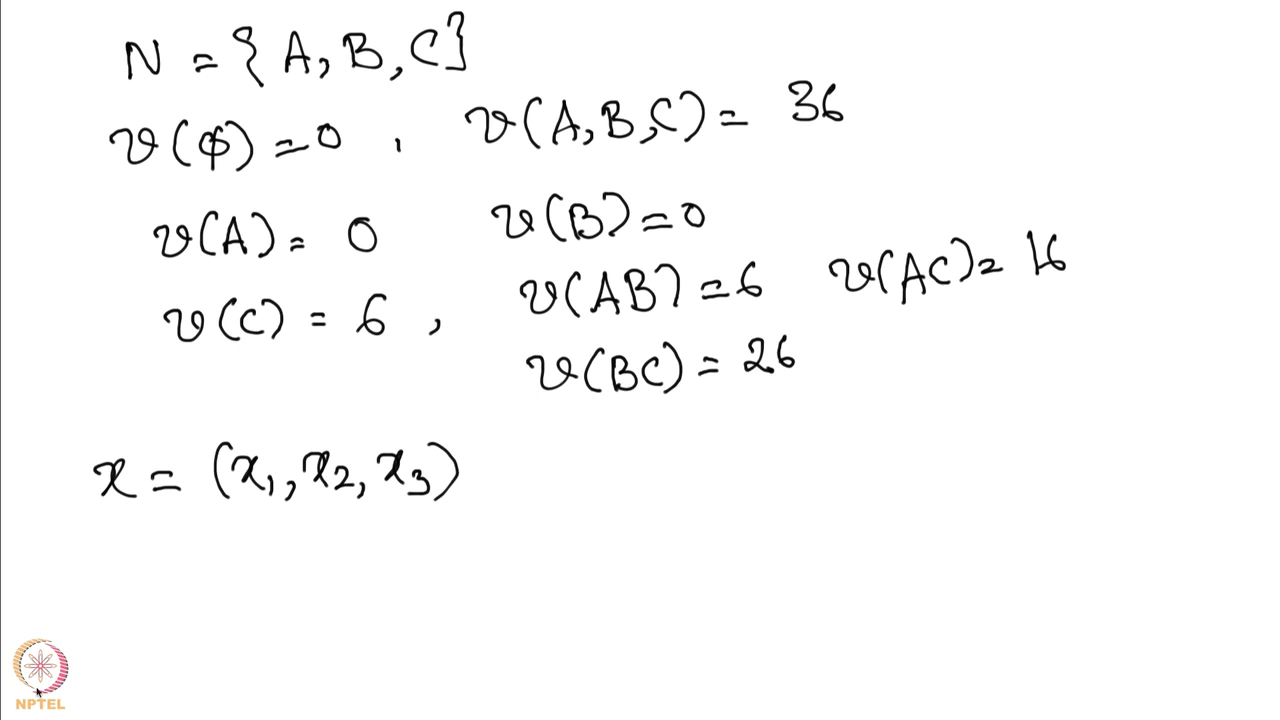 N = {A, B, C}
v(ϕ) = 0 , v(A, B, C) = 36
v(A) = 0 v(B) = 0
v(C) = 6 , v(AB) = 6 v(AC) = 16
v(BC) = 26
x = (x₁, x₂, x₃)
NPTEL